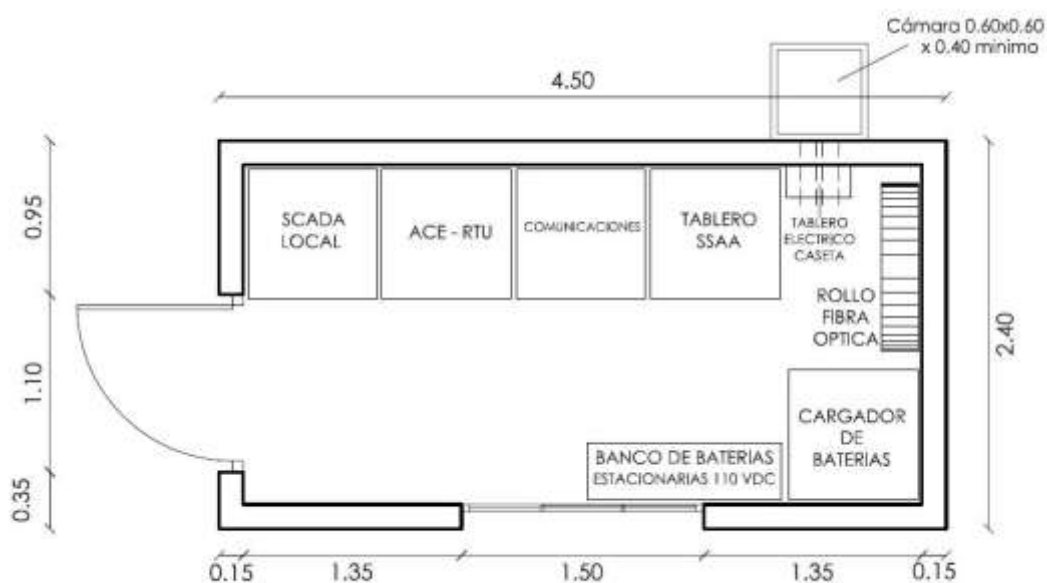 Cámara 0.60x0.60
x 0.40 minimo
4.50
0.95
1.10
0.35
SCADA
LOCAL
ACE - RTU
COMUNICACIONES
TABLERO
SSAA
TABLERO
ELECTRICO
CASETA
ROLLO
FIBRA
OPTICA
2.40
CARGADOR
DE
BATERIAS
BANCO DE BATERIAS
ESTACIONARIAS 110 VDC
0.15
1.35
1.50
1.35
0.15